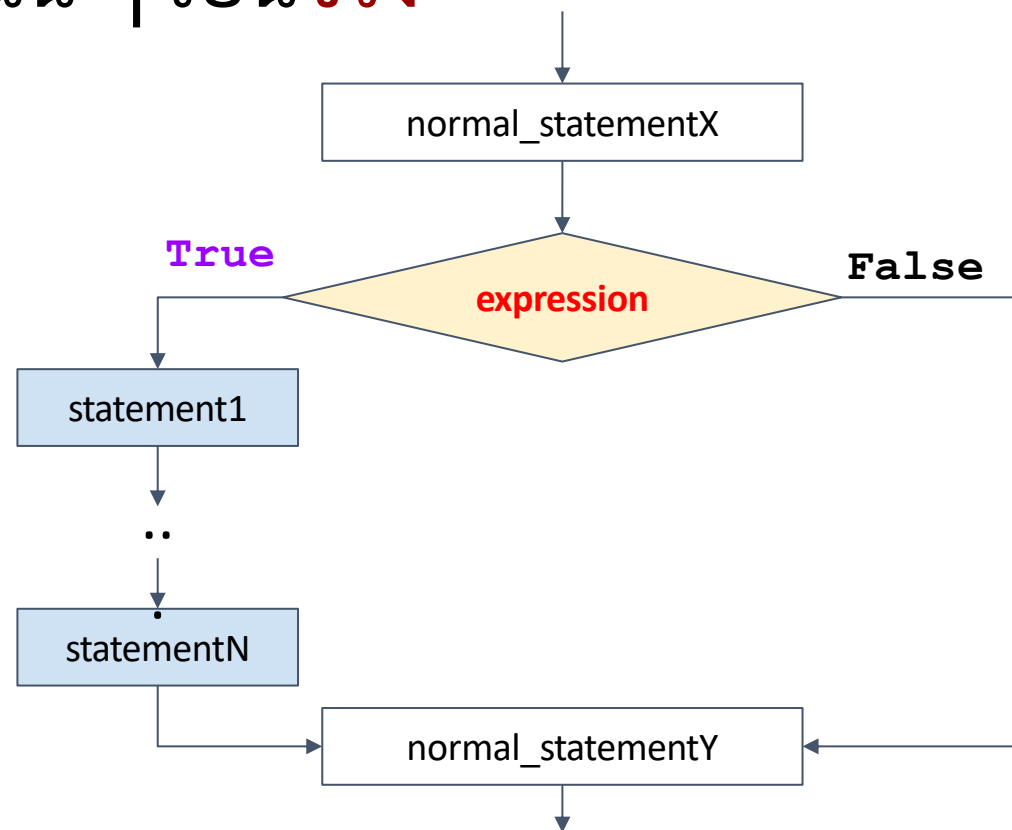 normal_statementX
True
False
expression
statement1
..
.
statementN
normal_statementY